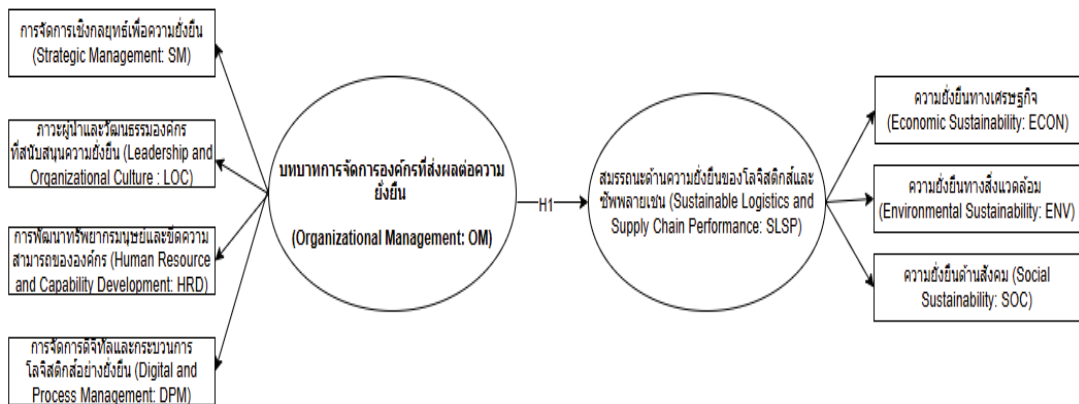 การจัดการเชิงกลยุทธ์เพื่อความยั่งยืน
(Strategic Management: SM)
ภาวะผู้นำและวัฒนธรรมองค์กร
ที่สนับสนุนความยั่งยืน (Leadership and
Organizational Culture : LOC)
การพัฒนาทรัพยากรมนุษย์และขีดความ
สามารถขององค์กร (Human Resource
and Capability Development: HRD)
การจัดการดิจิทัลและกระบวนการ
โลจิสติกส์อย่างยั่งยืน (Digital and
Process Management: DPM)
บทบาทการจัดการองค์กรที่ส่งผลต่อความ
ยั่งยืน
(Organizational Management: OM)
H1
สมรรถนะด้านความยั่งยืนของโลจิสติกส์และ
ซัพพลายเชน (Sustainable Logistics and
Supply Chain Performance: SLSP)
ความยั่งยืนทางเศรษฐกิจ
(Economic Sustainability: ECON)
ความยั่งยืนทางสิ่งแวดล้อม
(Environmental Sustainability: ENV)
ความยั่งยืนด้านสังคม (Social
Sustainability: SOC)